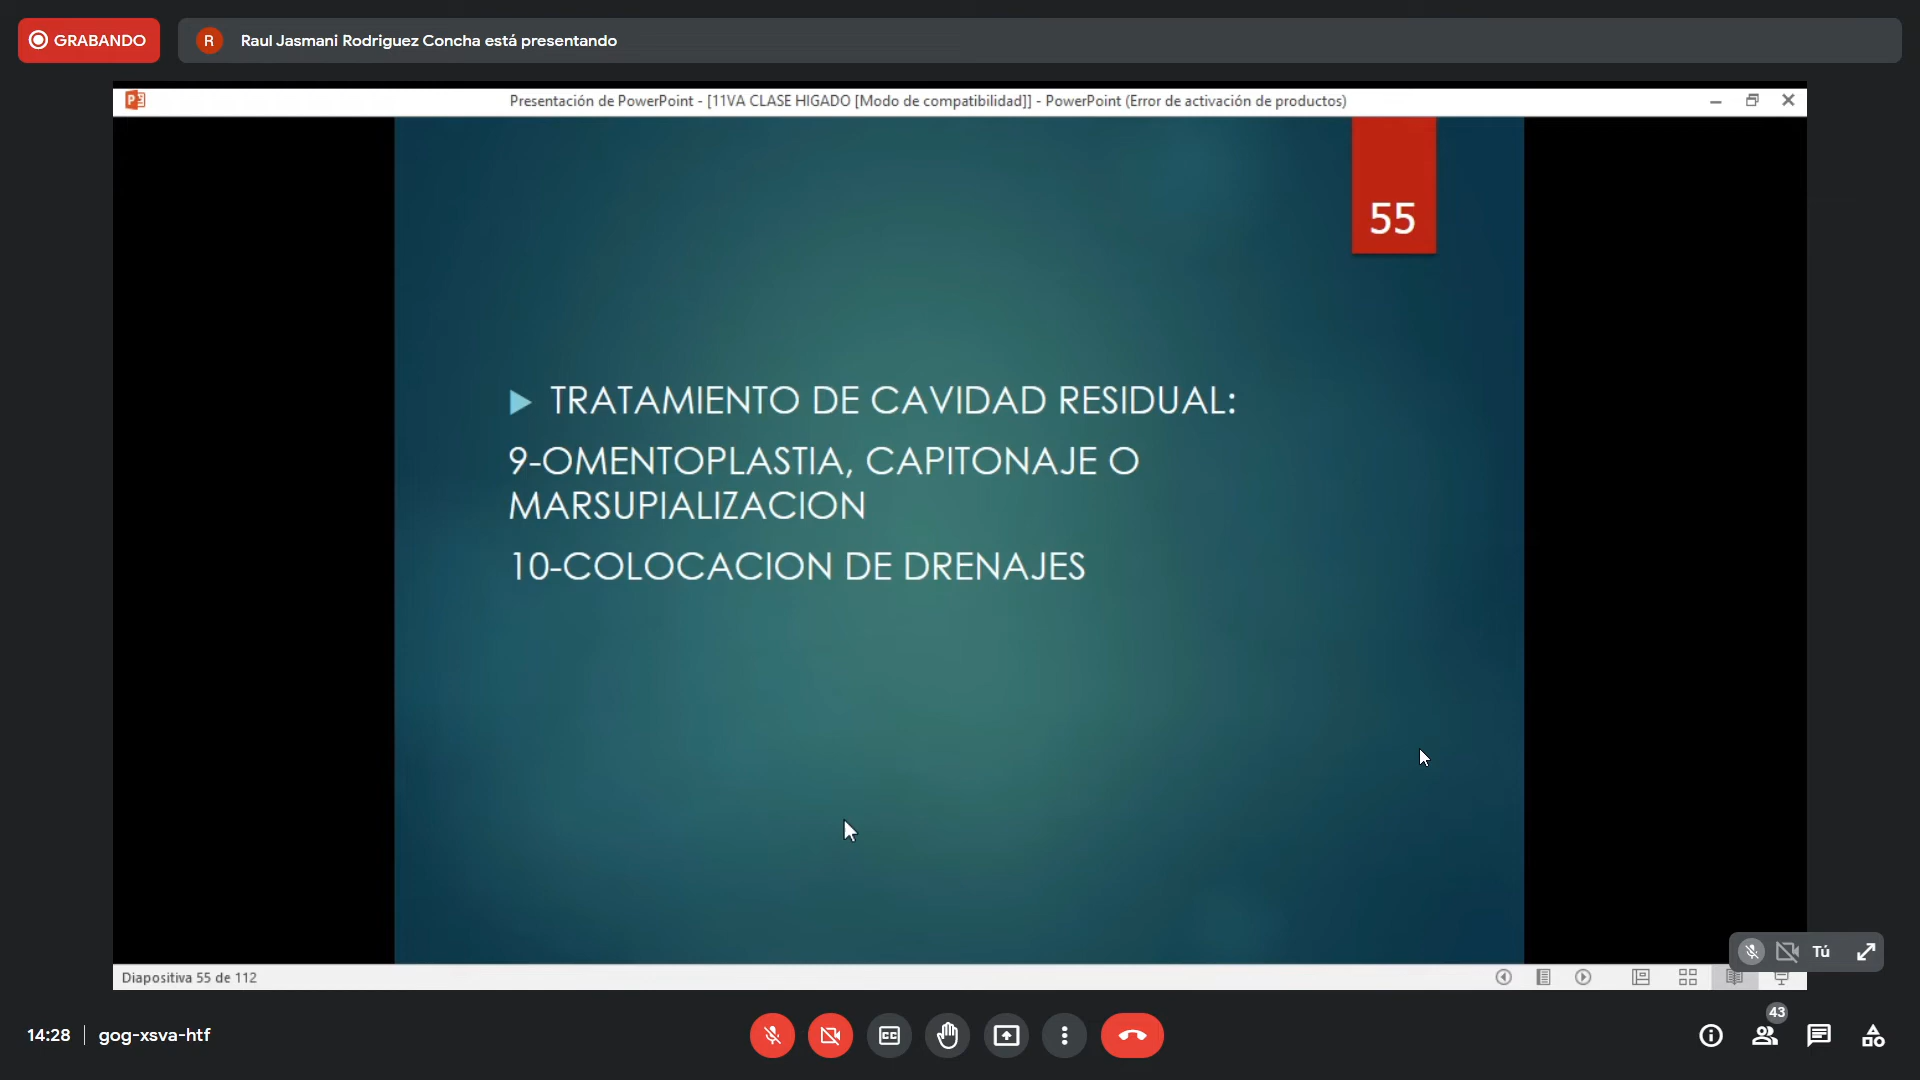 GRABANDO
R
Raul Jasmani Rodriguez Concha está presentando
Presentación de PowerPoint - [11VA CLASE HIGADO [Modo de compatibilidad]] - PowerPoint (Error de activación de productos)
55
TRATAMIENTO DE CAVIDAD RESIDUAL:
9-OMENTOPLASTIA, CAPITONAJE O
MARSUPIALIZACION
10-COLOCACION DE DRENAJES
Tú
Diapositiva 55 de 112
43
14:28
gog-xsva-htf